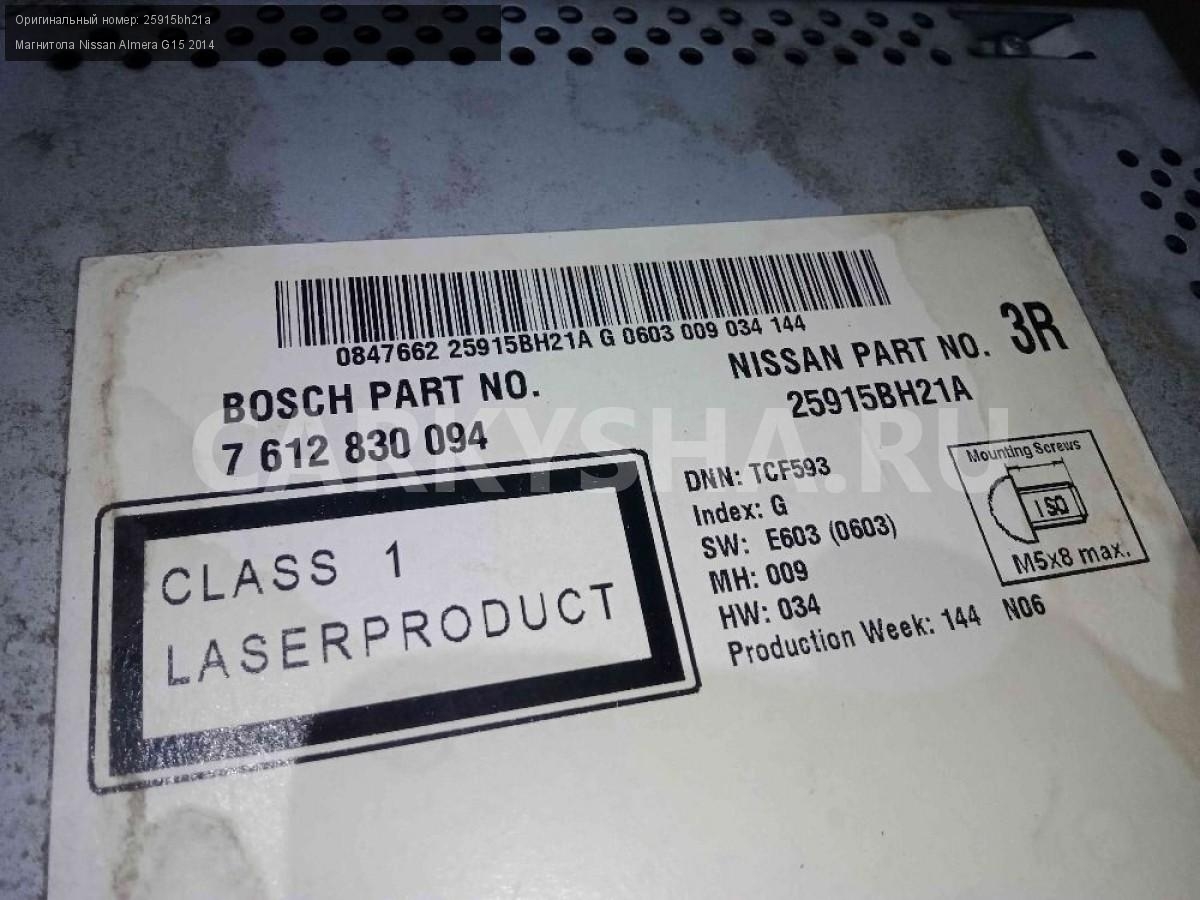 Оригинальный номер: 25915bh21a
Магнитола Nissan Almera G15 2014
0847662 25915BH21A G 0603 009 034 144
BOSCH PART NO.
7 612 830 094
NISSAN PART NO. 3R
25915BH21A
CARKYSHA.RU
DNN: TCF593
Index: G
SW: E603 (0603)
MH: 009
HW: 034
Production Week: 144 N06
Mounting Screws
ISO
M5x8 max.
CLASS 1
LASERPRODUCT